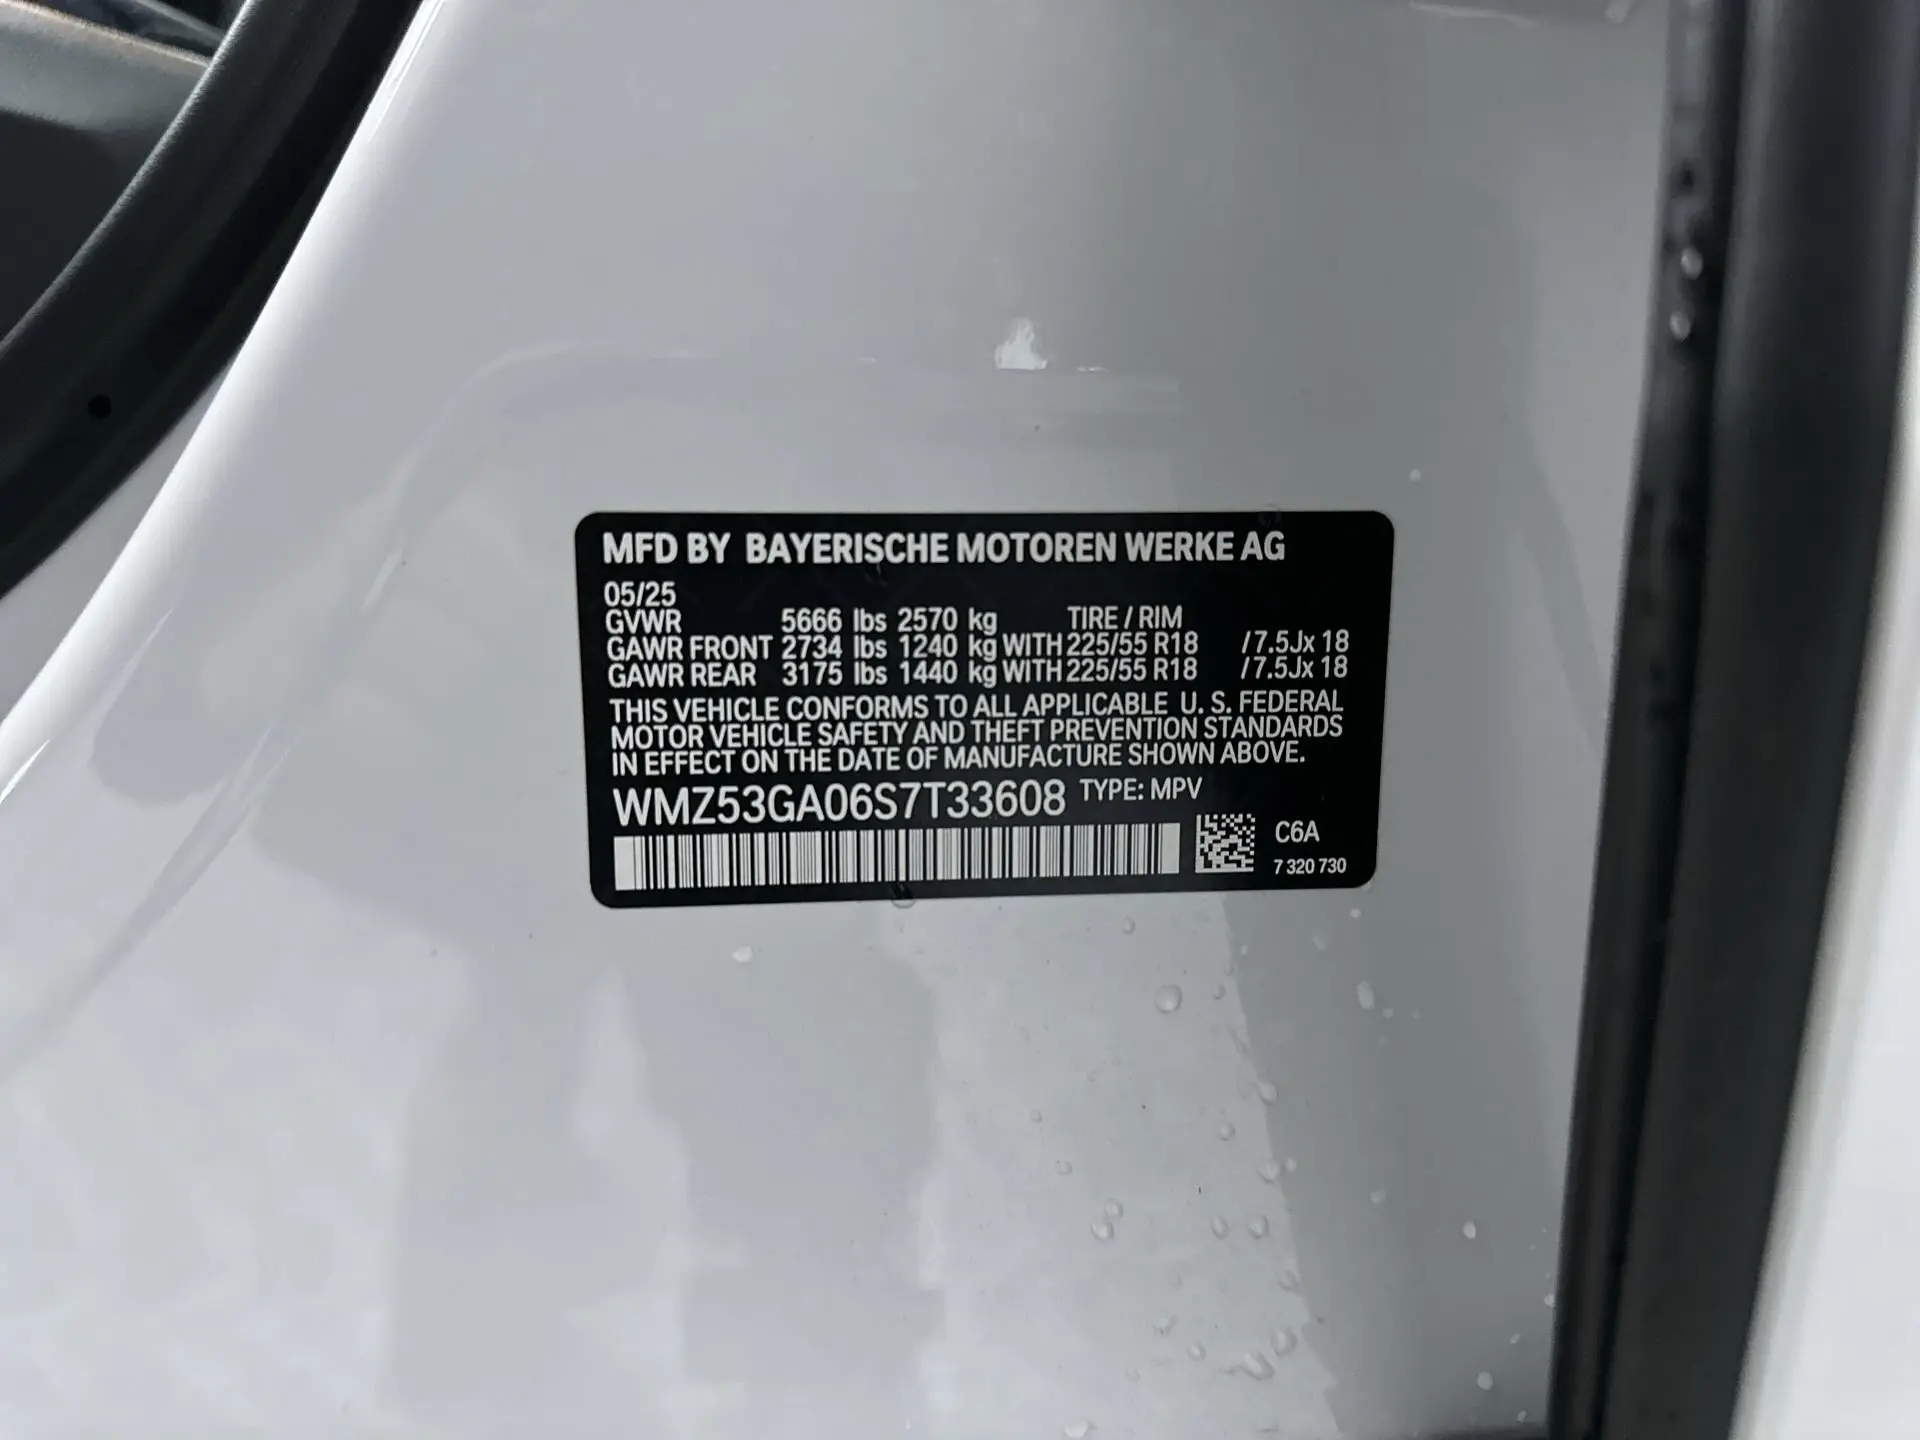 MFD BY BAYERISCHE MOTOREN WERKE AG
05/25
GVWR 5666 lbs 2570 kg TIRE / RIM
GAWR FRONT 2734 lbs 1240 kg WITH 225/55 R18 /7.5Jx 18
GAWR REAR 3175 lbs 1440 kg WITH 225/55 R18 /7.5Jx 18
THIS VEHICLE CONFORMS TO ALL APPLICABLE U. S. FEDERAL
MOTOR VEHICLE SAFETY AND THEFT PREVENTION STANDARDS
IN EFFECT ON THE DATE OF MANUFACTURE SHOWN ABOVE.
WMZ53GA06S7T33608 TYPE: MPV
C6A
7 320 730